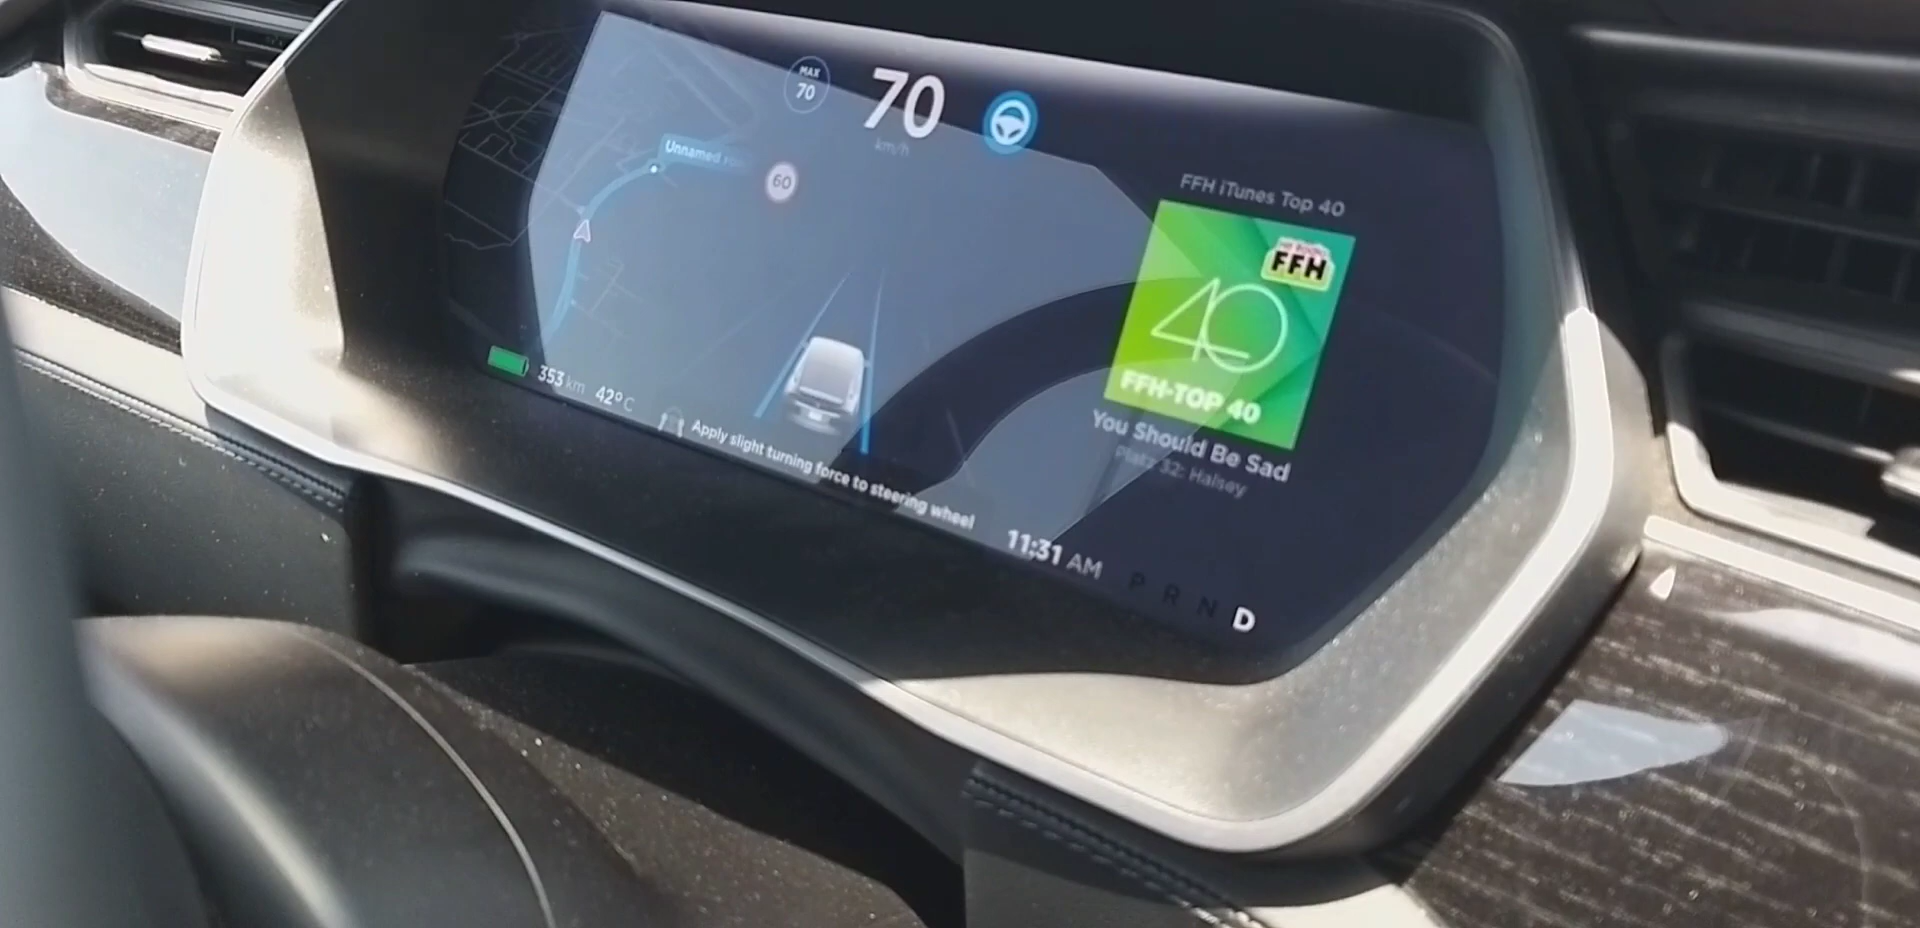 MAX
70
70
km/h
Unnamed
60
FFH iTunes Top 40
FFH
40
FFH-TOP 40
You Should Be Sad
Platz 32: Halsey
353 km 42°C
Apply slight turning force to steering wheel
11:31 AM
P R N D